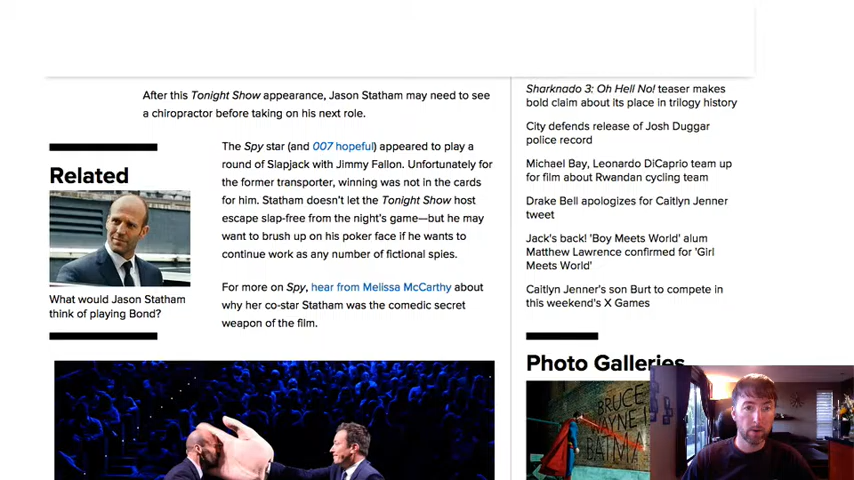 After this Tonight Show appearance, Jason Statham may need to see
a chiropractor before taking on his next role.
Related
What would Jason Statham
think of playing Bond?
The Spy star (and 007 hopeful) appeared to play a
round of Slapjack with Jimmy Fallon. Unfortunately for
the former transporter, winning was not in the cards
for him. Statham doesn't let the Tonight Show host
escape slap-free from the night's game—but he may
want to brush up on his poker face if he wants to
continue work as any number of fictional spies.
For more on Spy, hear from Melissa McCarthy about
why her co-star Statham was the comedic secret
weapon of the film.
Sharknado 3: Oh Hell No! teaser makes
bold claim about its place in trilogy history
City defends release of Josh Duggar
police record
Michael Bay, Leonardo DiCaprio team up
for film about Rwandan cycling team
Drake Bell apologizes for Caitlyn Jenner
tweet
Jack's back! 'Boy Meets World' alum
Matthew Lawrence confirmed for 'Girl
Meets World'
Caitlyn Jenner's son Burt to compete in
this weekend's X Games
Photo Galleries
BRUCE
WAYNE I
BATMA